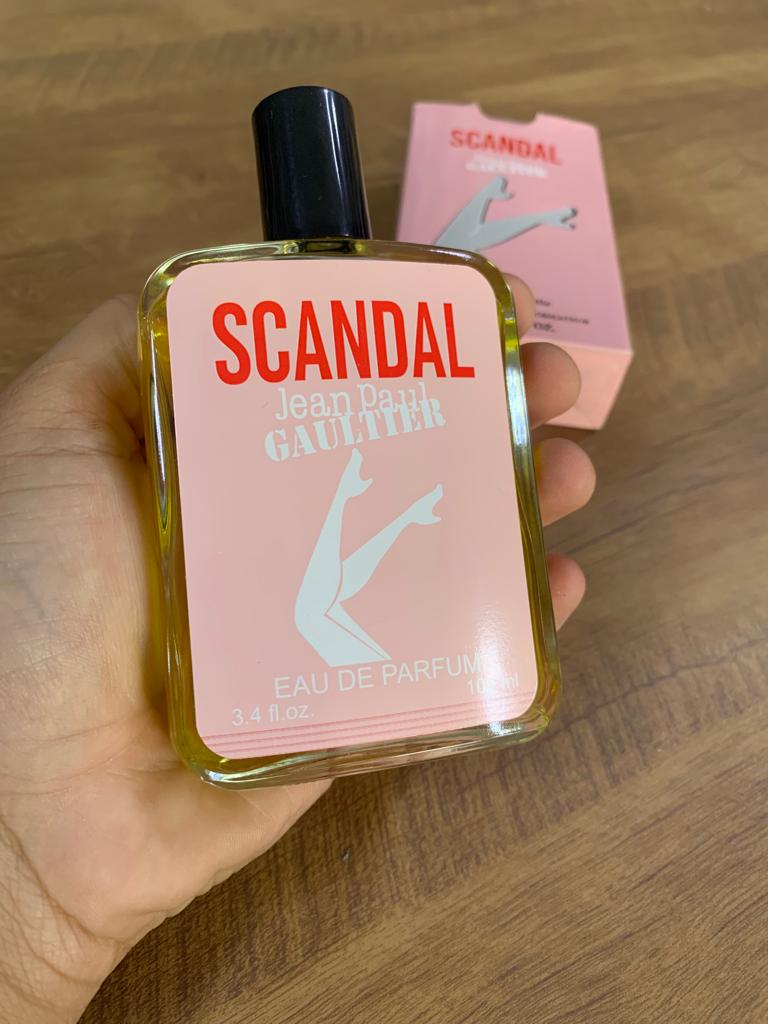 SCANDAL
Jean Paul
GAULTIER
EAU DE PARFUM
3.4 fl.oz.
SCANDAL